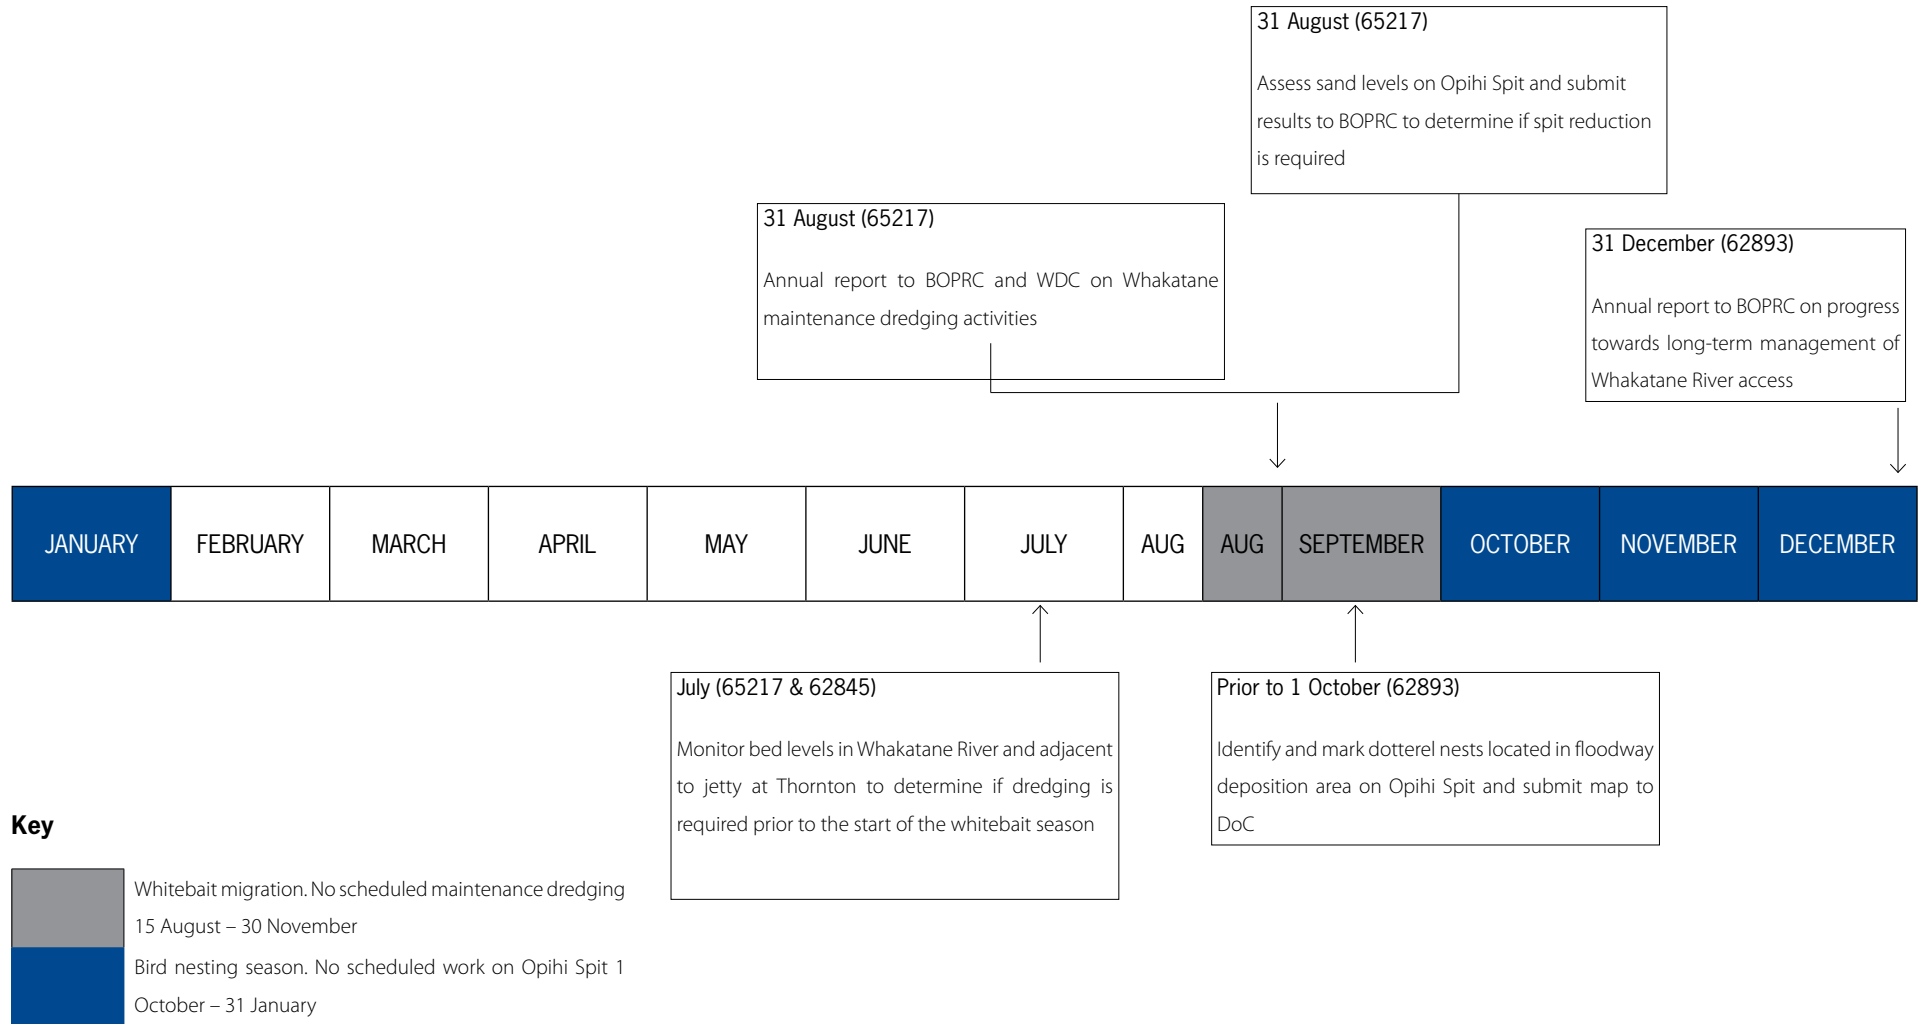 31 August (65217)
Assess sand levels on Opihi Spit and submit
results to BOPRC to determine if spit reduction
is required
31 August (65217)
Annual report to BOPRC and WDC on Whakatane
maintenance dredging activities
31 December (62893)
Annual report to BOPRC on progress
towards long-term management of
Whakatane River access
JANUARY
FEBRUARY
MARCH
APRIL
MAY
JUNE
JULY
AUG
AUG
SEPTEMBER
OCTOBER
NOVEMBER
DECEMBER
July (65217 & 62845)
Monitor bed levels in Whakatane River and adjacent
to jetty at Thornton to determine if dredging is
required prior to the start of the whitebait season
Prior to 1 October (62893)
Identify and mark dotterel nests located in floodway
deposition area on Opihi Spit and submit map to
DoC
Key
Whitebait migration. No scheduled maintenance dredging
15 August – 30 November
Bird nesting season. No scheduled work on Opihi Spit 1
October – 31 January